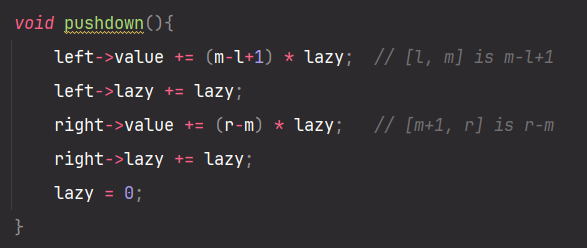 void pushdown(){
    left->value += (m-l+1) * lazy;  // [l, m] is m-l+1
    left->lazy += lazy;
    right->value += (r-m) * lazy;   // [m+1, r] is r-m
    right->lazy += lazy;
    lazy = 0;
}